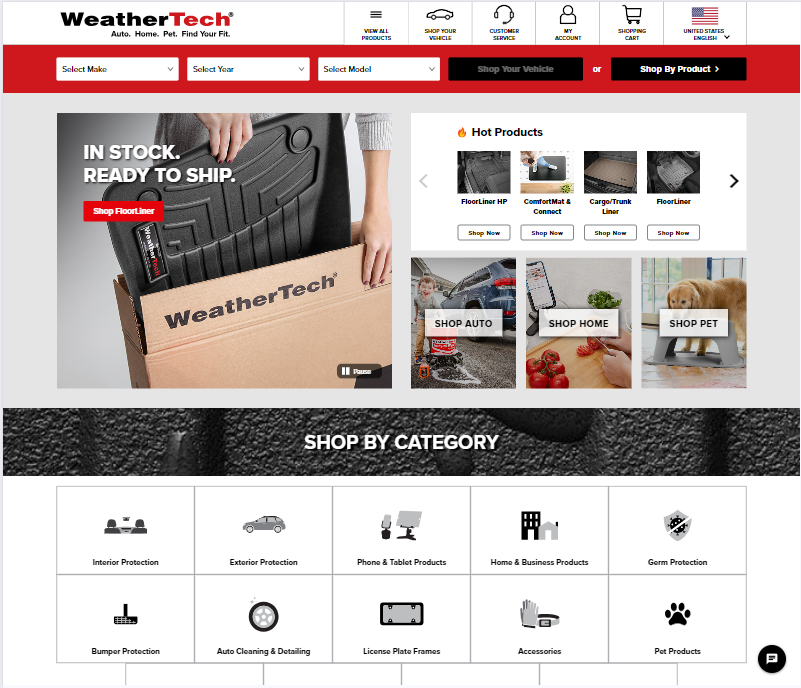 WeatherTech®
Auto. Home. Pet. Find Your Fit.
VIEW ALL
PRODUCTS
SHOP YOUR
VEHICLE
CUSTOMER
SERVICE
MY
ACCOUNT
SHOPPING
CART
UNITED STATES
ENGLISH
Select Make
Select Year
Select Model
Shop Your Vehicle
or
Shop By Product
IN STOCK.
READY TO SHIP.
Shop FloorLiner
WeatherTech
WeatherTech®
Pause
Hot Products
FloorLiner HP
ComfortMat &
Connect
Cargo/Trunk
Liner
FloorLiner
Shop Now
Shop Now
Shop Now
Shop Now
SHOP AUTO
SHOP HOME
SHOP PET
SHOP BY CATEGORY
Interior Protection
Exterior Protection
Phone & Tablet Products
Home & Business Products
Germ Protection
Bumper Protection
Auto Cleaning & Detailing
License Plate Frames
Accessories
Pet Products